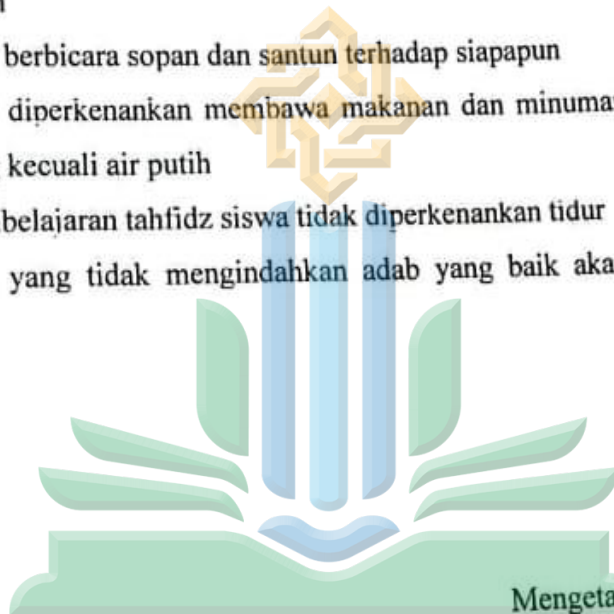 berbicara sopan dan santun terhadap siapapun
diperkenankan membawa makanan dan minuma
kecuali air putih
belajaran tahfidz siswa tidak diperkenankan tidur
yang tidak mengindahkan adab yang baik aka
Mengeta